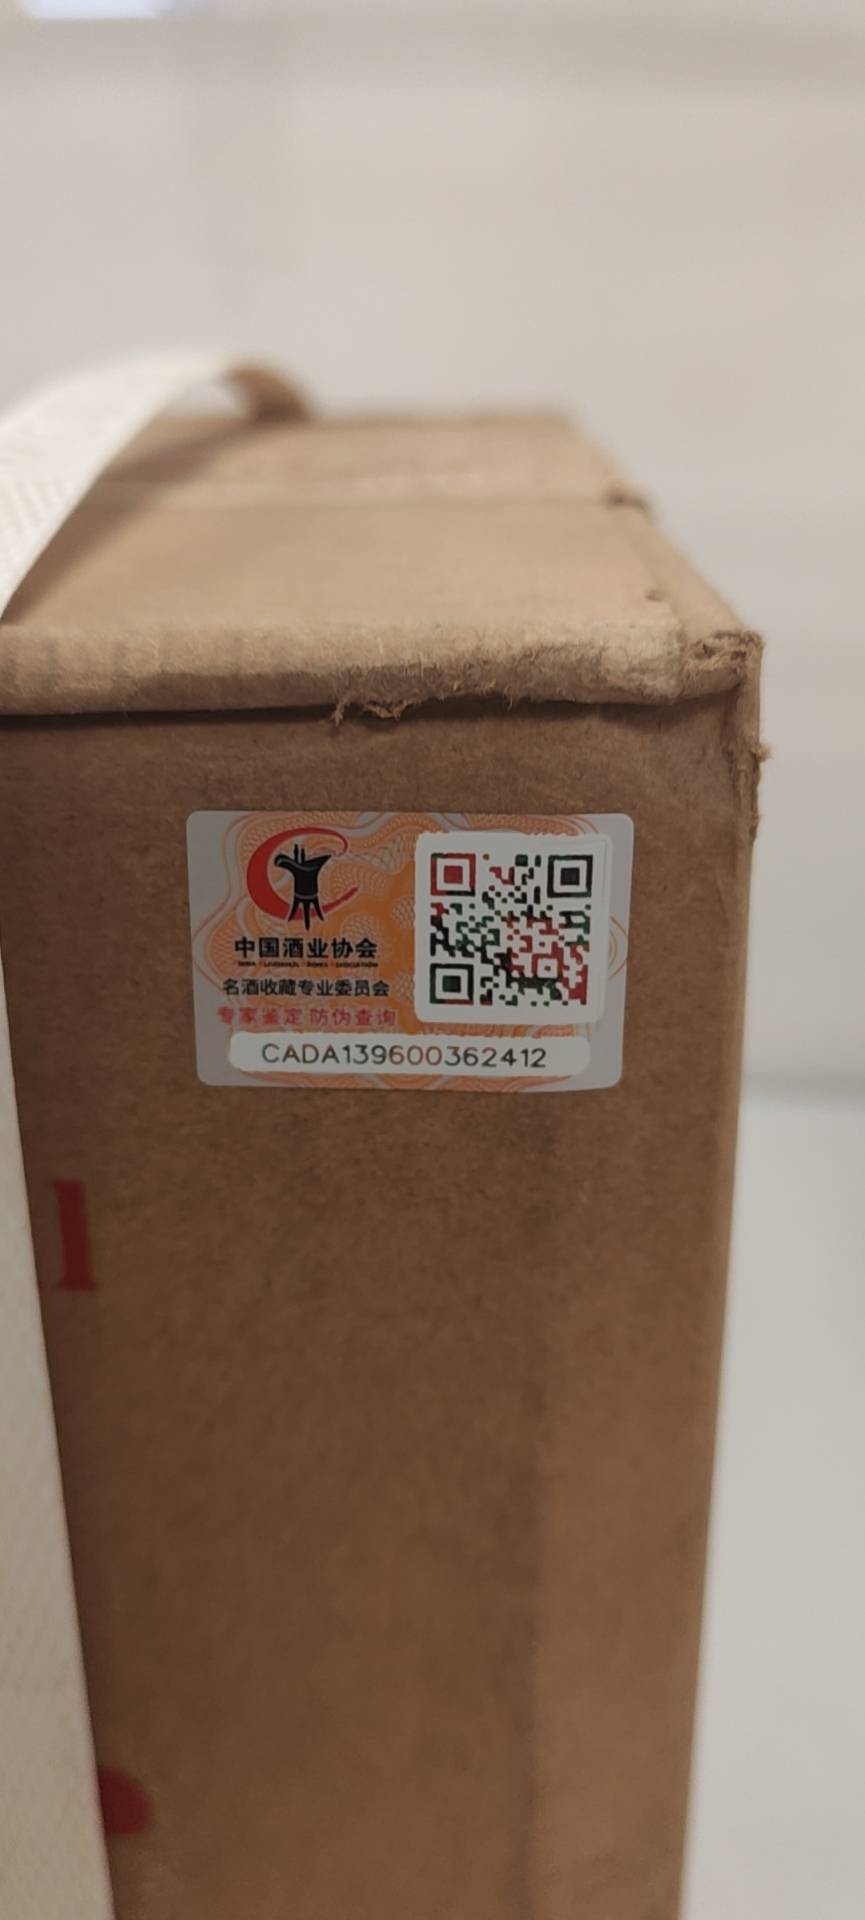 中国酒业协会
名酒收藏专业委员会
专家鉴定 防伪查询
CADA139600362412
l